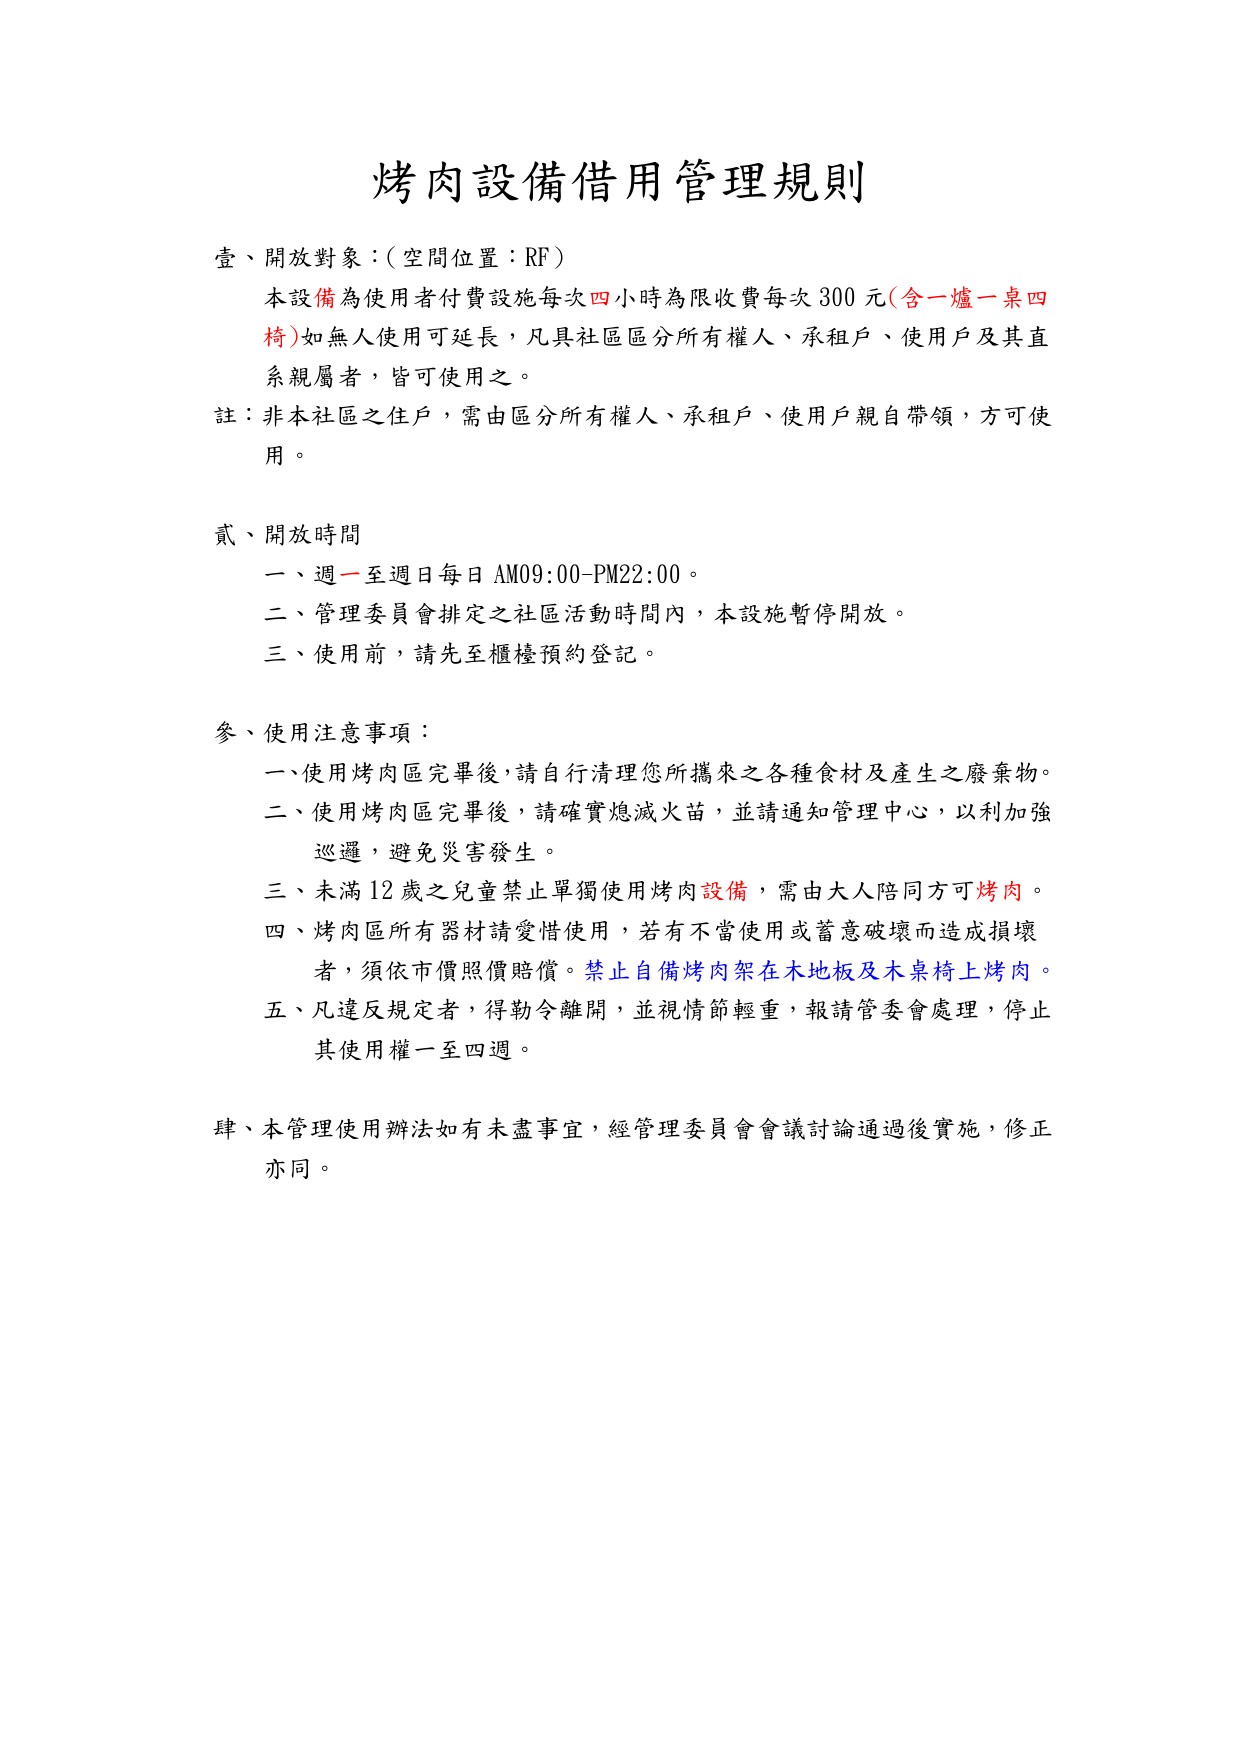 烤肉設備借用管理規則
壹、開放對象：（空間位置：RF）
本設備為使用者付費設施每次四小時為限收費每次 300 元(含一爐一桌四
椅)如無人使用可延長，凡具社區區分所有權人、承租戶、使用戶及其直
系親屬者，皆可使用之。
註：非本社區之住戶，需由區分所有權人、承租戶、使用戶親自帶領，方可使
用。
貳、開放時間
一、週一至週日每日 AM09:00-PM22:00。
二、管理委員會排定之社區活動時間內，本設施暫停開放。
三、使用前，請先至櫃檯預約登記。
參、使用注意事項：
一、使用烤肉區完畢後，請自行清理您所攜來之各種食材及產生之廢棄物。
二、使用烤肉區完畢後，請確實熄滅火苗，並請通知管理中心，以利加強
巡邏，避免災害發生。
三、未滿 12 歲之兒童禁止單獨使用烤肉設備，需由大人陪同方可烤肉。
四、烤肉區所有器材請愛惜使用，若有不當使用或蓄意破壞而造成損壞
者，須依市價照價賠償。禁止自備烤肉架在木地板及木桌椅上烤肉。
五、凡違反規定者，得勒令離開，並視情節輕重，報請管委會處理，停止
其使用權一至四週。
肆、本管理使用辦法如有未盡事宜，經管理委員會會議討論通過後實施，修正
亦同。